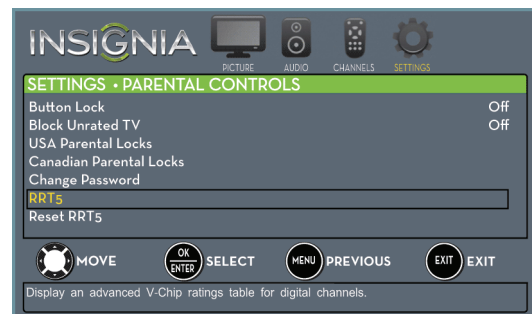 INSIGNIA
PICTURE AUDIO CHANNELS SETTINGS
SETTINGS • PARENTAL CONTROLS
Button Lock Off
Block Unrated TV Off
USA Parental Locks
Canadian Parental Locks
Change Password
RRT5
Reset RRT5
MOVE OK ENTER SELECT MENU PREVIOUS EXIT EXIT
Display an advanced V-Chip ratings table for digital channels.